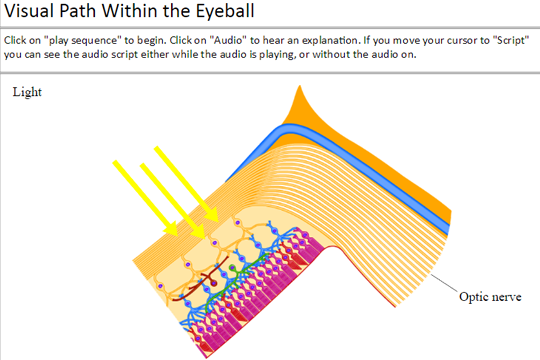 Visual Path Within the Eyeball
Click on "play sequence" to begin. Click on "Audio" to hear an explanation. If you move your cursor to "Script"
you can see the audio script either while the audio is playing, or without the audio on.
Light
Optic nerve